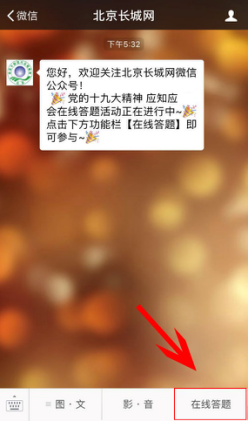 微信
北京长城网
下午5:32
您好，欢迎关注北京长城网微信
公众号！
🎉 党的十九大精神 应知应
会在线答题活动正在进行中~🎉
点击下方功能栏【在线答题】即
可参与~🎉
图·文
影·音
在线答题